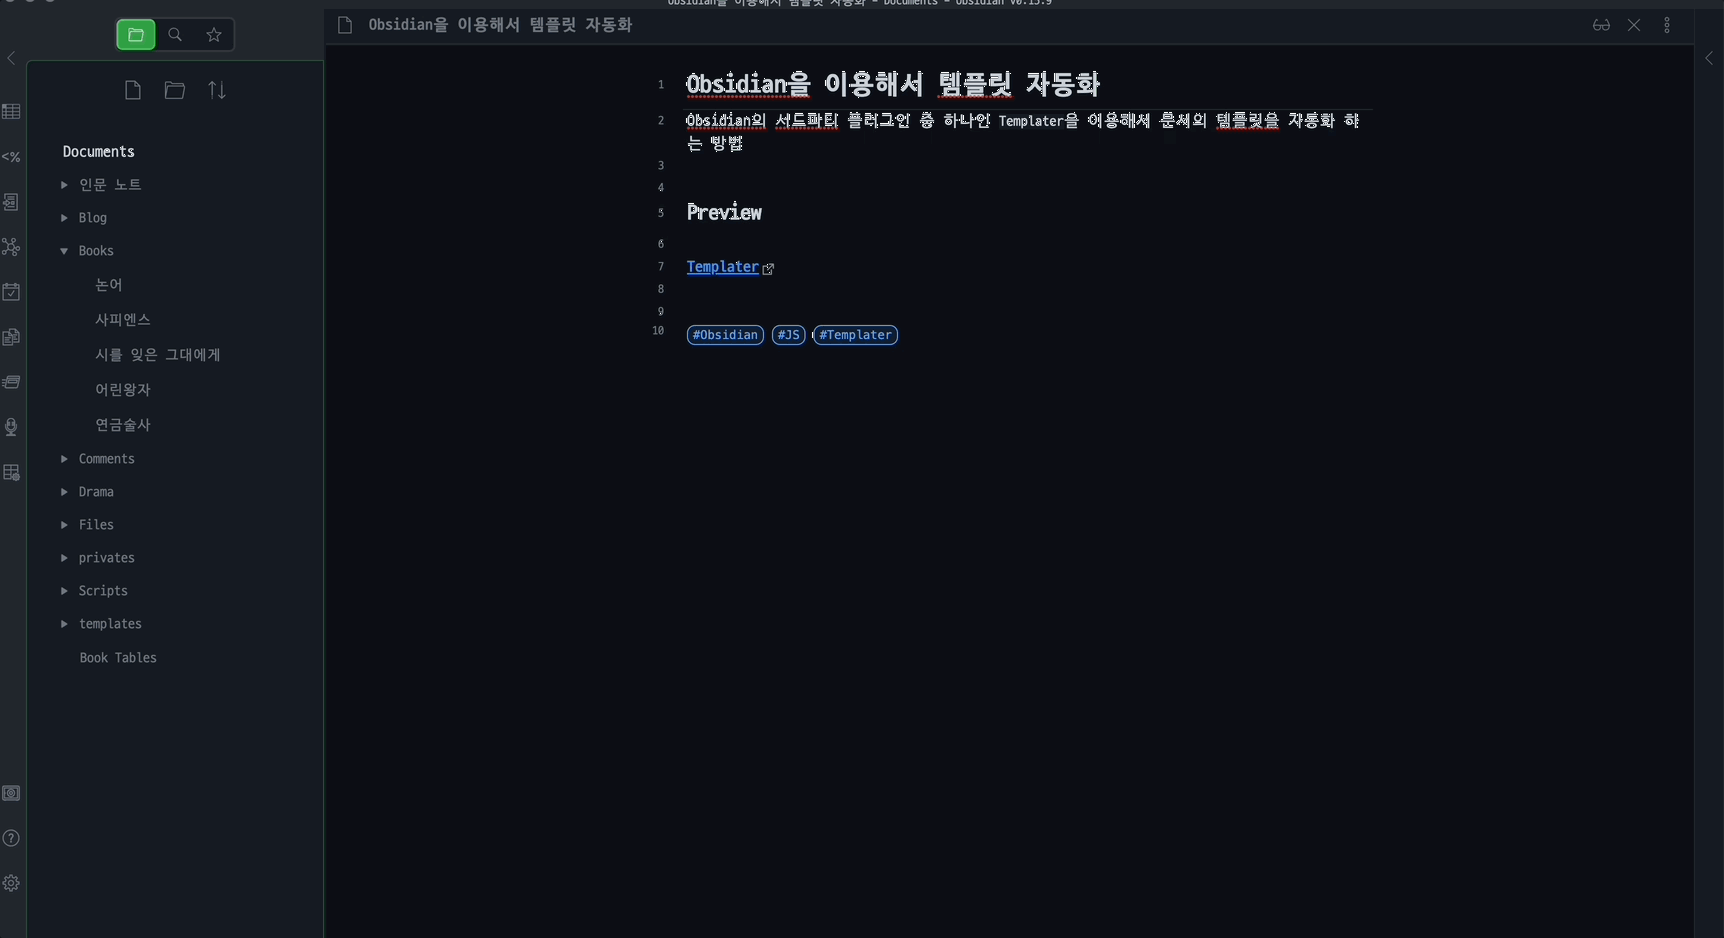 Obsidian을 이용해서 템플릿 자동화 - Documents - Obsidian v0.15.9
Obsidian을 이용해서 템플릿 자동화
Documents
인문 노트
Blog
Books
논어
사피엔스
시를 잊은 그대에게
어린왕자
연금술사
Comments
Drama
Files
privates
Scripts
templates
Book Tables
<%
1 Obsidian을 이용해서 템플릿 자동화
2 Obsidian의 서드파티 플러그인 중 하나인 Templater을 이용해서 문서의 템플릿을 자동화 하
는 방법
3
4
5 Preview
6
7 Templater
8
9
10 #Obsidian #JS #Templater